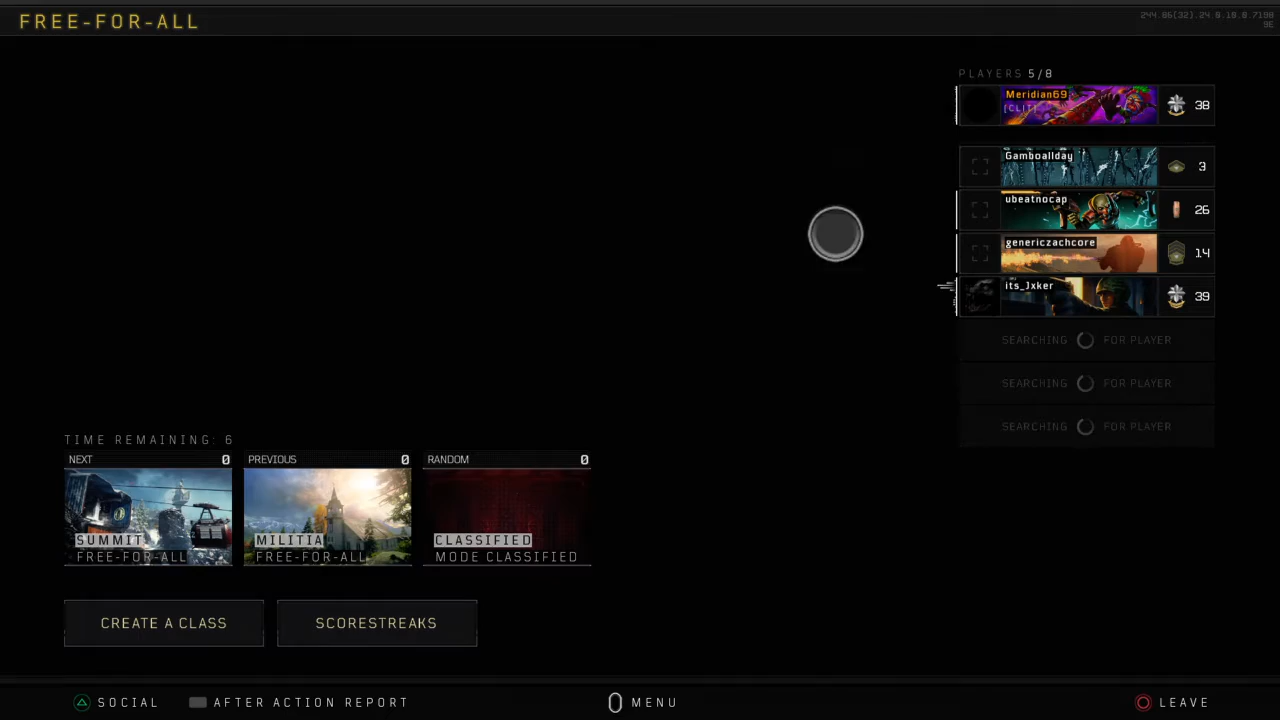 FREE-FOR-ALL
PLAYERS 5/8
Meridian69
38
Gamboallday
3
ubeatnocap
26
genericzachcore
14
its_Jxker
39
SEARCHING FOR PLAYER
SEARCHING FOR PLAYER
SEARCHING FOR PLAYER
TIME REMAINING: 6
NEXT 0
PREVIOUS 0
RANDOM 0
SUMMIT
FREE-FOR-ALL
MILITIA
FREE-FOR-ALL
CLASSIFIED
MODE CLASSIFIED
CREATE A CLASS
SCORESTREAKS
SOCIAL
AFTER ACTION REPORT
MENU
LEAVE